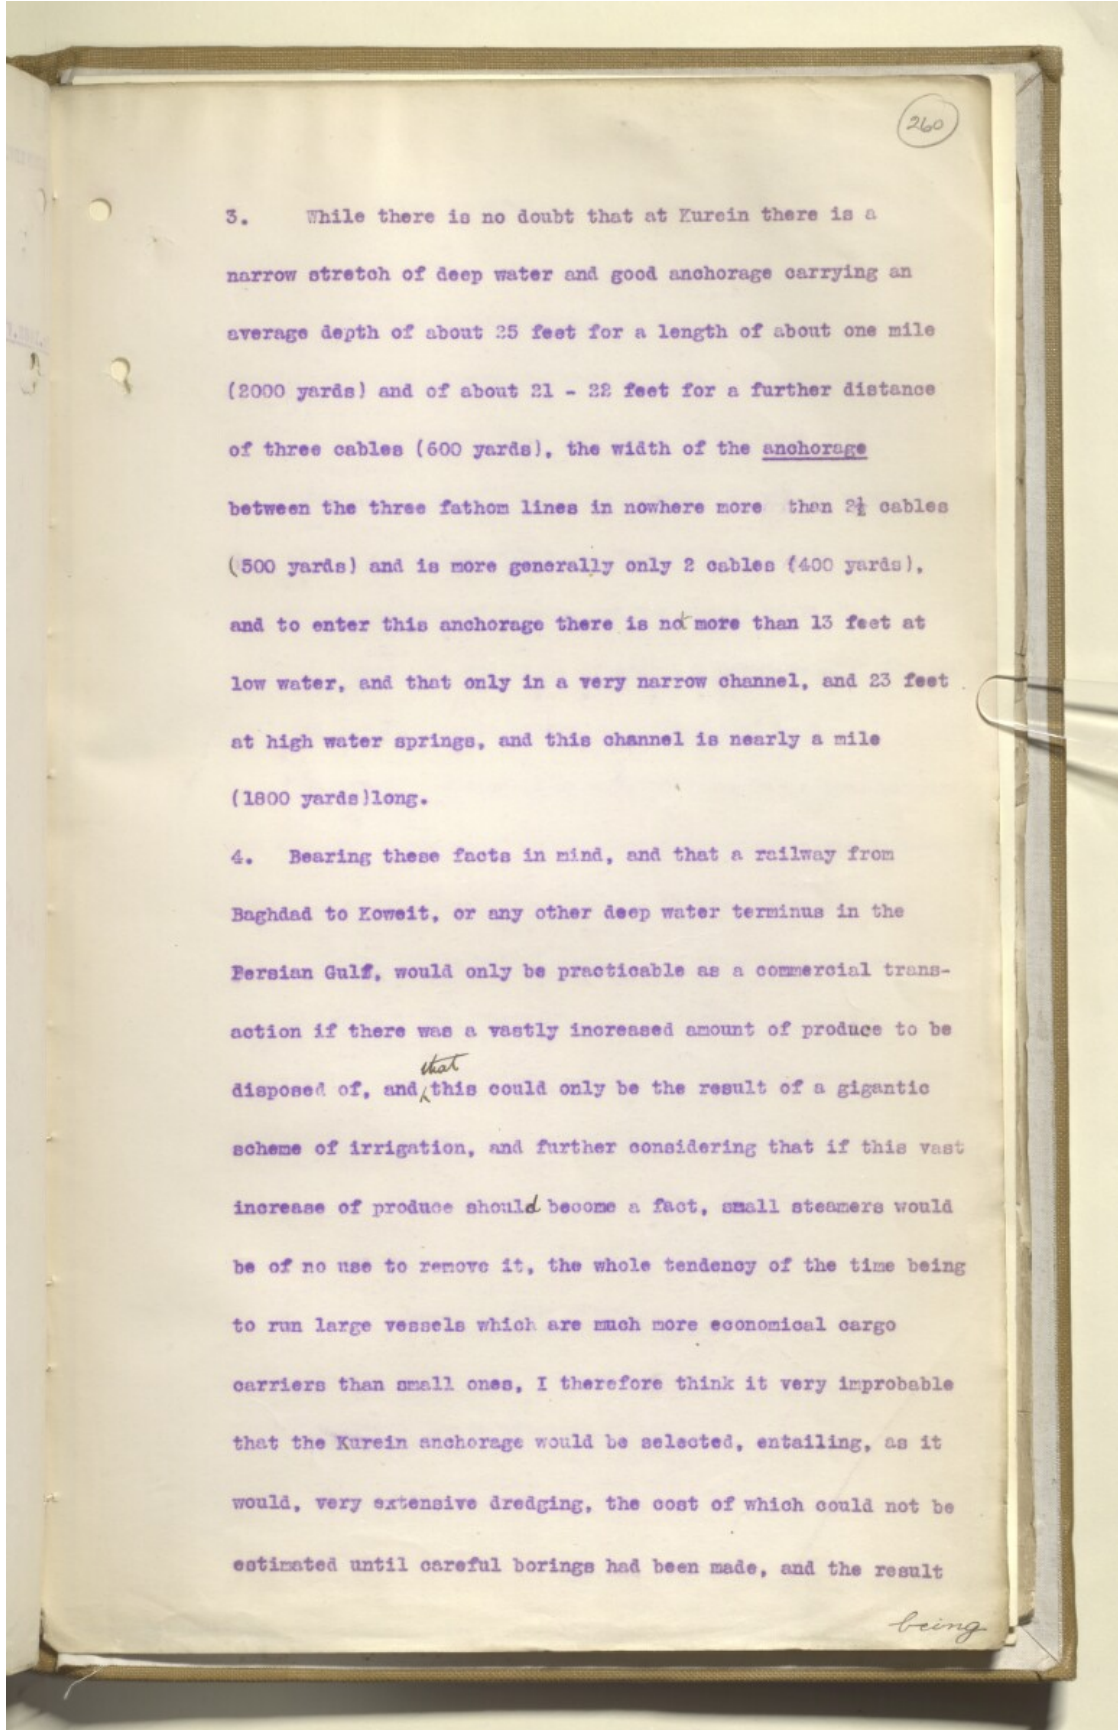 260
3. While there is no doubt that at Kurein there is a
narrow stretch of deep water and good anchorage carrying an
average depth of about 25 feet for a length of about one mile
(2000 yards) and of about 21 - 22 feet for a further distance
of three cables (600 yards), the width of the anchorage
between the three fathom lines in nowhere more than 2½ cables
(500 yards) and is more generally only 2 cables (400 yards),
and to enter this anchorage there is not more than 13 feet at
low water, and that only in a very narrow channel, and 23 feet
at high water springs, and this channel is nearly a mile
(1800 yards)long.
4. Bearing these facts in mind, and that a railway from
Baghdad to Koweit, or any other deep water terminus in the
Persian Gulf, would only be practicable as a commercial trans-
action if there was a vastly increased amount of produce to be
disposed of, and that this could only be the result of a gigantic
scheme of irrigation, and further considering that if this vast
increase of produce should become a fact, small steamers would
be of no use to remove it, the whole tendency of the time being
to run large vessels which are much more economical cargo
carriers than small ones, I therefore think it very improbable
that the Kurein anchorage would be selected, entailing, as it
would, very extensive dredging, the cost of which could not be
estimated until careful borings had been made, and the result
being